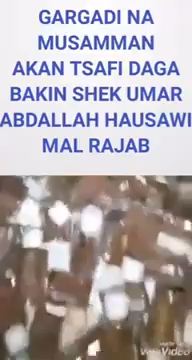 GARGADI NA
MUSAMMAN
AKAN TSAFI DAGA
BAKIN SHEK UMAR
ABDALLAH HAUSAWI
MAL RAJAB